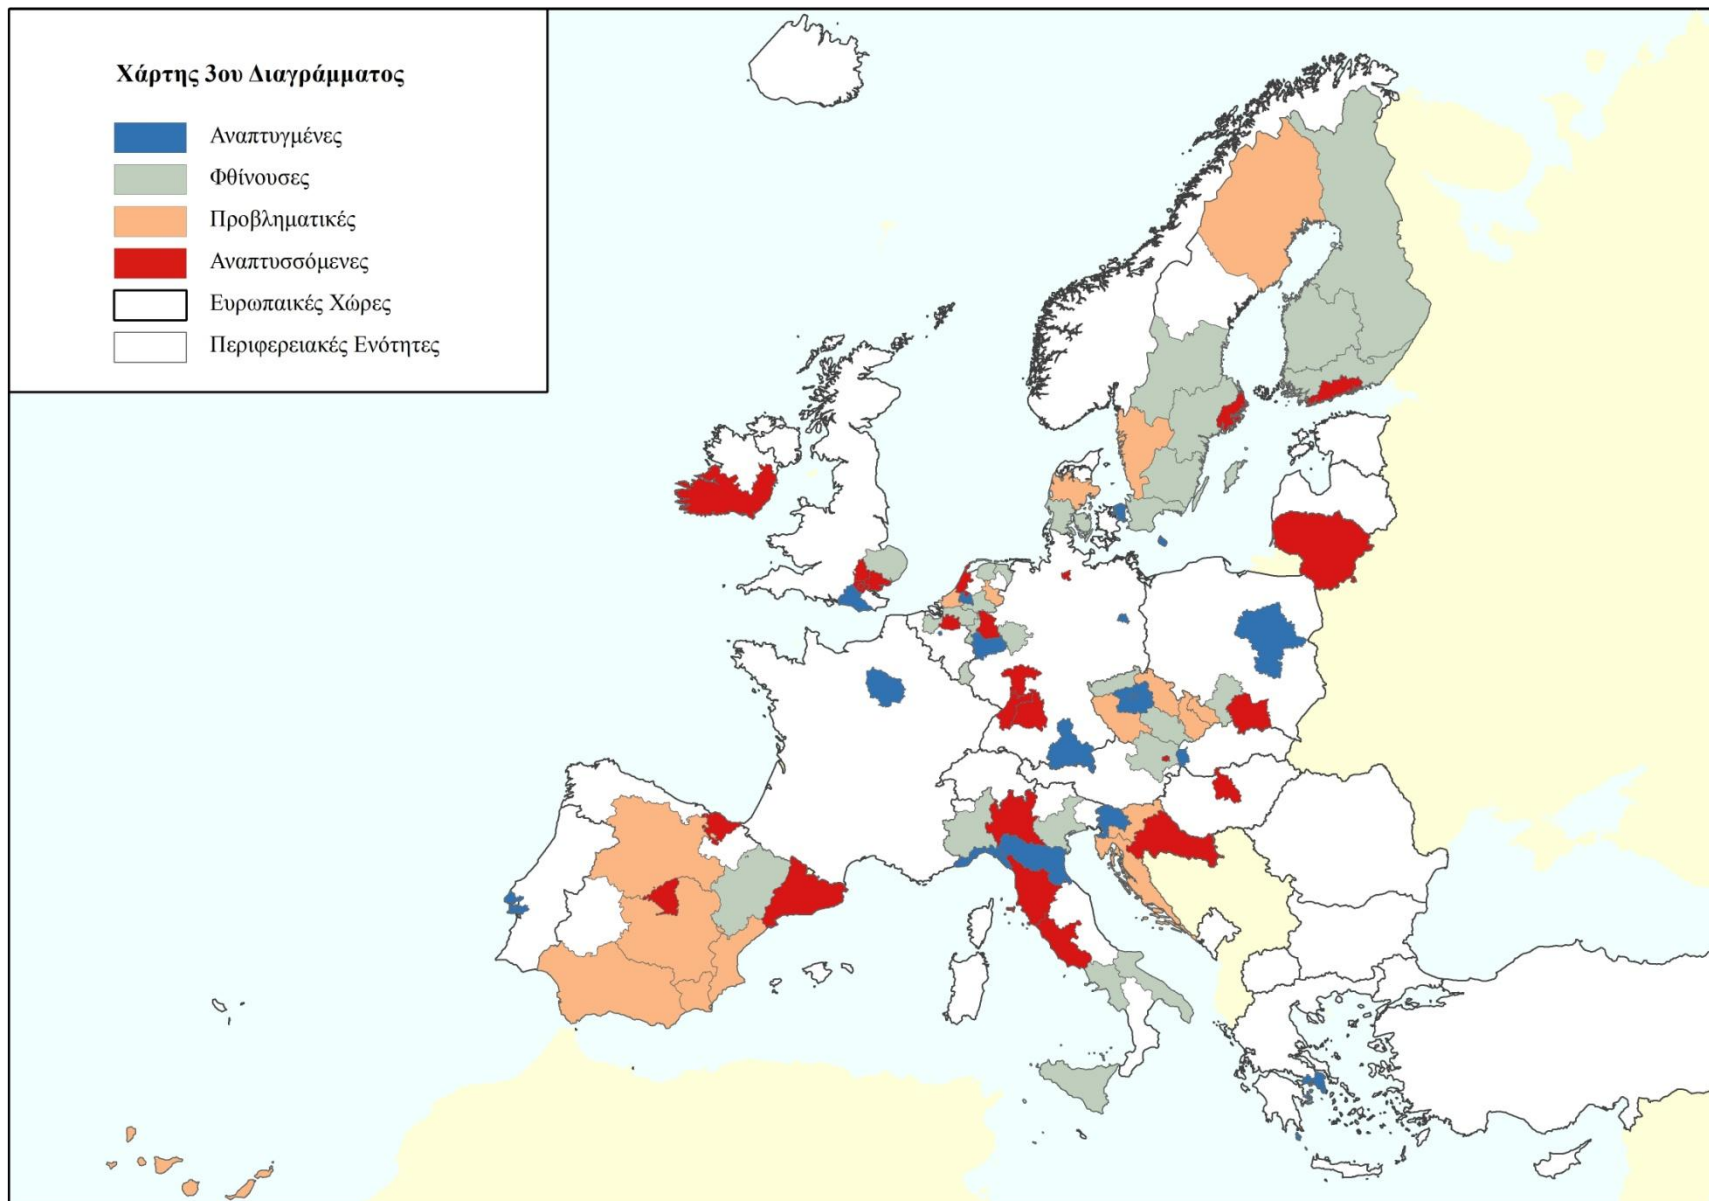 Χάρτης 3ου Διαγράμματος
Αναπτυγμένες
Φθίνουσες
Προβληματικές
Αναπτυσσόμενες
Ευρωπαικές Χώρες
Περιφερειακές Ενότητες